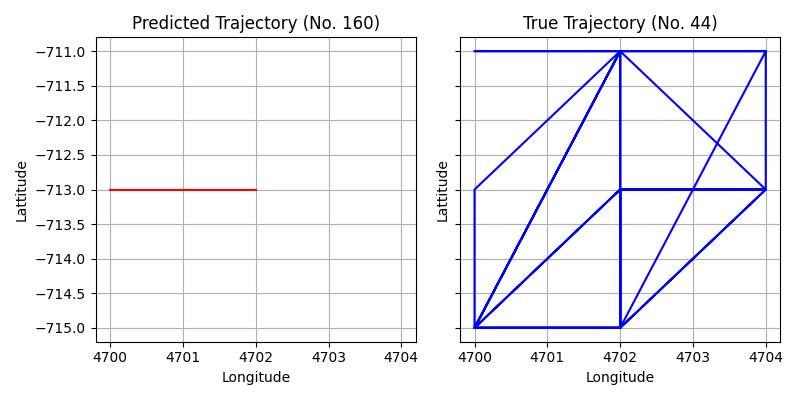 Predicted Trajectory (No. 160)
True Trajectory (No. 44)
−711.0
−711.5
−712.0
−712.5
−713.0
−713.5
−714.0
−714.5
−715.0
Lattitude
Lattitude
4700 4701 4702 4703 4704
4700 4701 4702 4703 4704
Longitude
Longitude